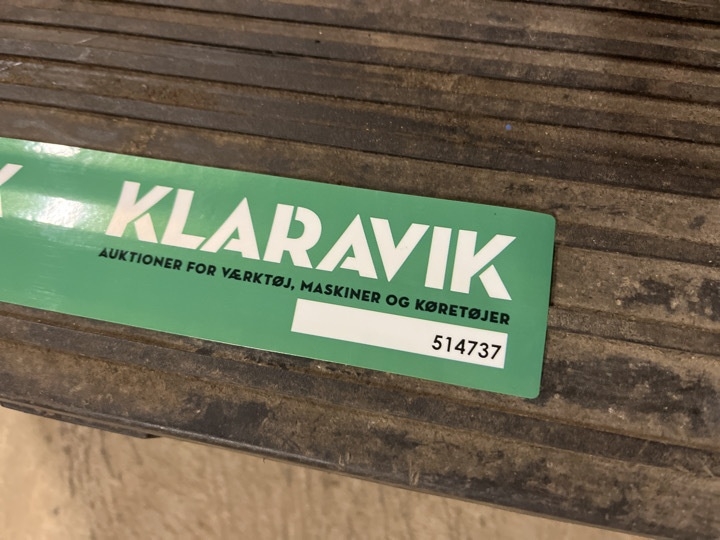 KLARAVIK
AUKTIONER FOR VÆRKTØJ, MASKINER OG KØRETØJER
514737